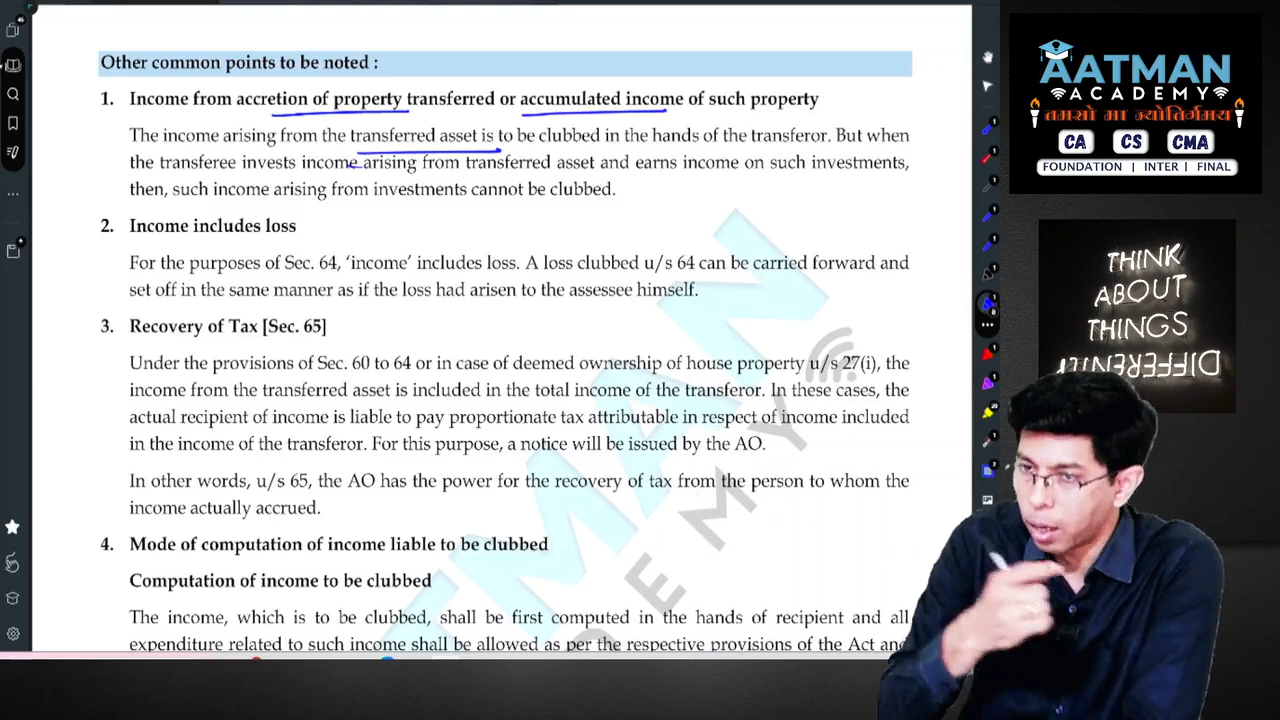 Other common points to be noted :
1. Income from accretion of property transferred or accumulated income of such property
The income arising from the transferred asset is to be clubbed in the hands of the transferor. But when
the transferee invests income arising from transferred asset and earns income on such investments,
then, such income arising from investments cannot be clubbed.
2. Income includes loss
For the purposes of Sec. 64, 'income' includes loss. A loss clubbed u/s 64 can be carried forward and
set off in the same manner as if the loss had arisen to the assessee himself.
3. Recovery of Tax [Sec. 65]
Under the provisions of Sec. 60 to 64 or in case of deemed ownership of house property u/s 27(i), the
income from the transferred asset is included in the total income of the transferor. In these cases, the
actual recipient of income is liable to pay proportionate tax attributable in respect of income included
in the income of the transferor. For this purpose, a notice will be issued by the AO.
In other words, u/s 65, the AO has the power for the recovery of tax from the person to whom the
income actually accrued.
4. Mode of computation of income liable to be clubbed
Computation of income to be clubbed
The income, which is to be clubbed, shall be first computed in the hands of recipient and all
expenditure related to such income shall be allowed as per the respective provisions of the Act and
AATMAN
ACADEMY
तमसो मा ज्योतिर्गमय
CA CS CMA
FOUNDATION | INTER | FINAL
THINK
ABOUT
THINGS
DIFFERENTLY